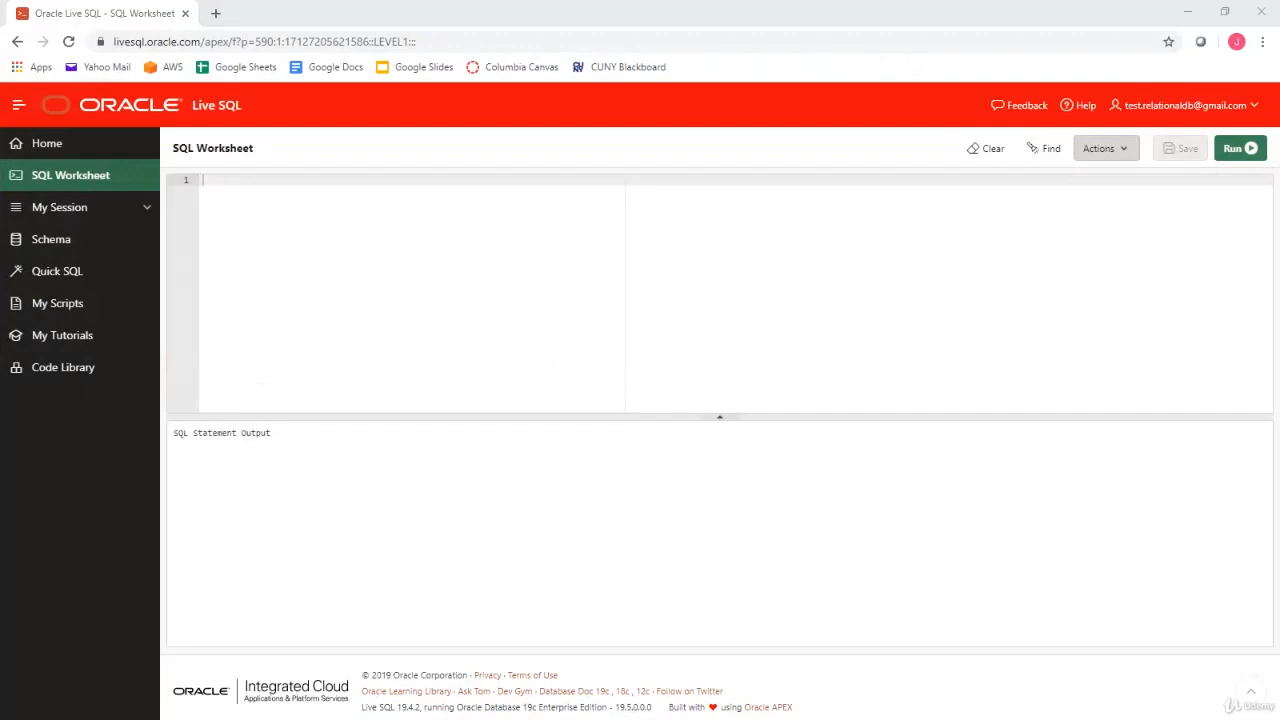 Oracle Live SQL - SQL Worksheet
livesql.oracle.com/apex/f?p=590:1:17127205621586::LEVEL1:::
J
Apps Yahoo Mail AWS Google Sheets Google Docs Google Slides Columbia Canvas CUNY Blackboard
ORACLE Live SQL
Feedback Help test.relationaldb@gmail.com
Home
SQL Worksheet
My Session
Schema
Quick SQL
My Scripts
My Tutorials
Code Library
SQL Worksheet
Clear Find Actions Save Run
1
SQL Statement Output
ORACLE Integrated Cloud
Applications & Platform Services
© 2019 Oracle Corporation · Privacy · Terms of Use
Oracle Learning Library · Ask Tom · Dev Gym · Database Doc 19c , 18c , 12c · Follow on Twitter
Live SQL 19.4.2, running Oracle Database 19c Enterprise Edition - 19.5.0.0.0 Built with ❤ using Oracle APEX
Udemy